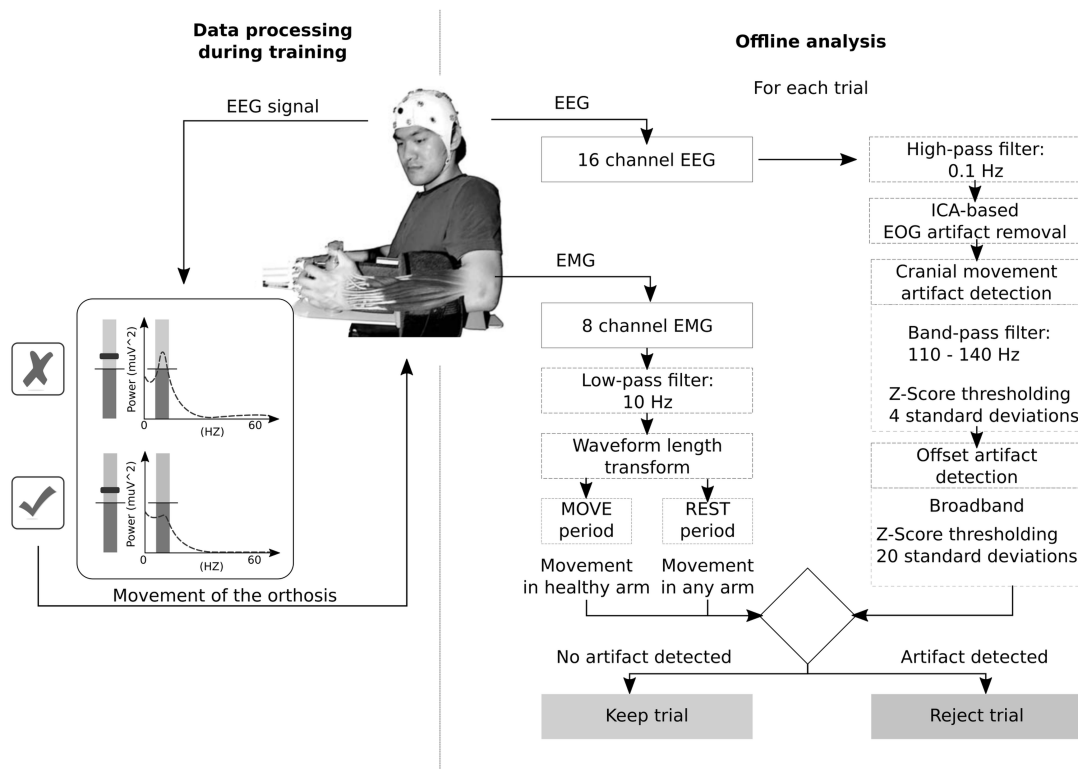 Data processing
during training
EEG signal
Power (muV^2)
0
60
(HZ)
Power (muV^2)
0
60
(HZ)
Movement of the orthosis
Offline analysis
For each trial
EEG
16 channel EEG
EMG
8 channel EMG
Low-pass filter:
10 Hz
Waveform length
transform
MOVE
period
REST
period
Movement
in healthy arm
Movement
in any arm
High-pass filter:
0.1 Hz
ICA-based
EOG artifact removal
Cranial movement
artifact detection
Band-pass filter:
110 - 140 Hz
Z-Score thresholding
4 standard deviations
Offset artifact
detection
Broadband
Z-Score thresholding
20 standard deviations
No artifact detected
Artifact detected
Keep trial
Reject trial